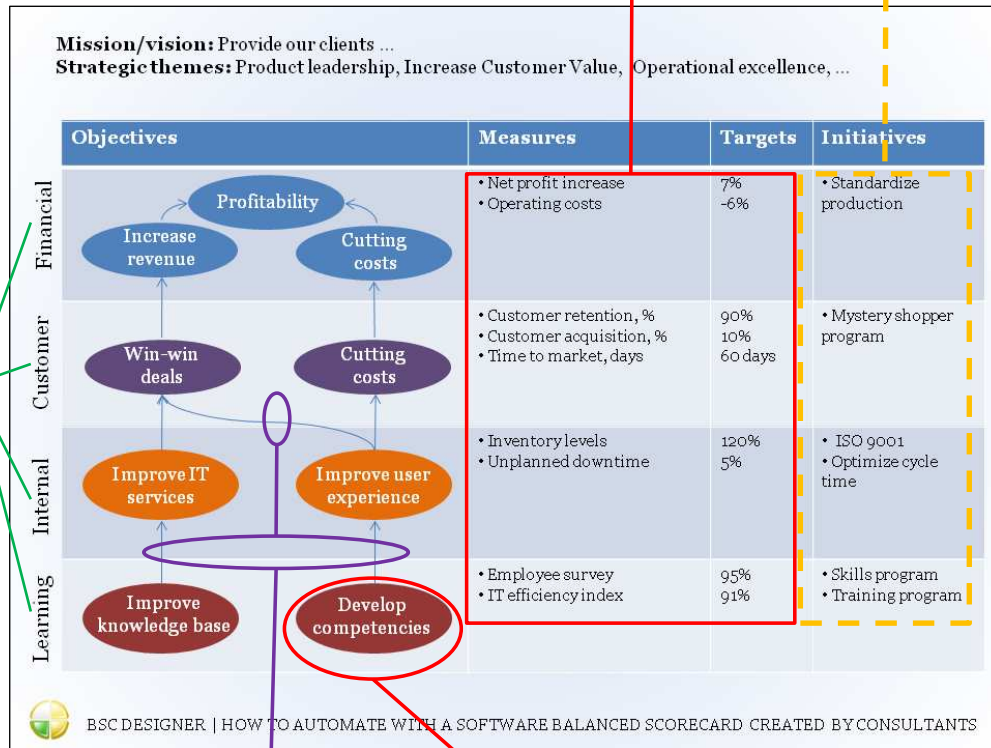 Mission/vision: Provide our clients ...
Strategic themes: Product leadership, Increase Customer Value, Operational excellence, ...
Objectives
Measures
Targets
Initiatives
Financial
Profitability
Increase
revenue
Cutting
costs
• Net profit increase
7%
• Operating costs
-6%
• Standardize
production
Customer
Win-win
deals
Cutting
costs
• Customer retention, %
90%
• Customer acquisition, %
10%
• Time to market, days
60 days
• Mystery shopper
program
Internal
Improve IT
services
Improve user
experience
• Inventory levels
120%
• Unplanned downtime
5%
• ISO 9001
• Optimize cycle
time
Learning
Improve
knowledge base
Develop
competencies
• Employee survey
95%
• IT efficiency index
91%
• Skills program
• Training program
BSC DESIGNER | HOW TO AUTOMATE WITH A SOFTWARE BALANCED SCORECARD CREATED BY CONSULTANTS